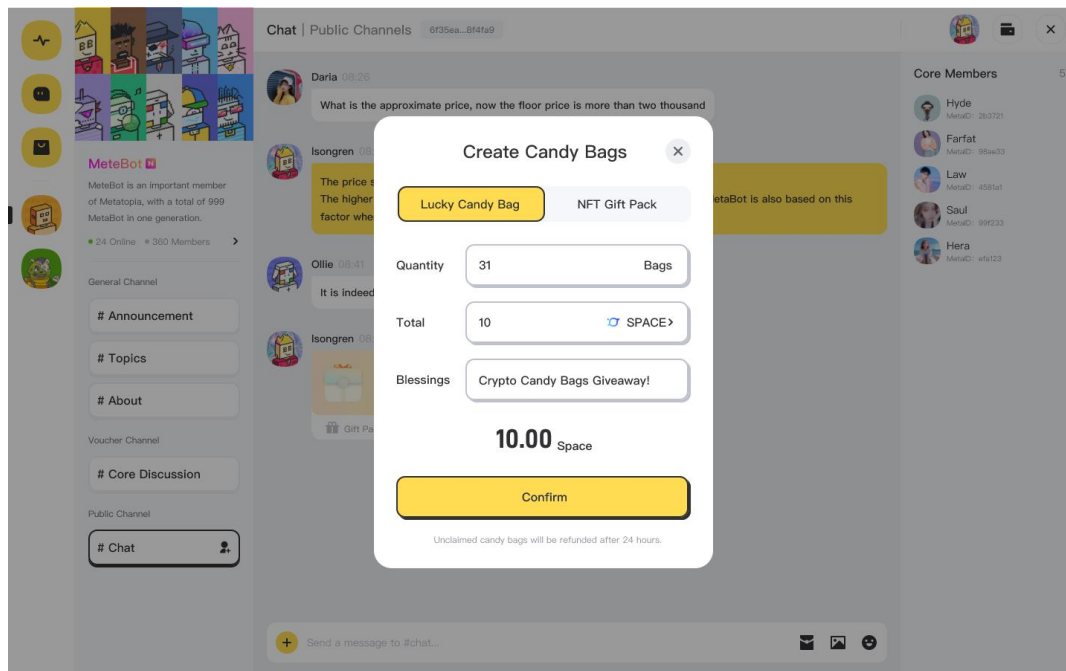 BB
Chat | Public Channels 6f35ea...8f4fa9
MeteBot N
MeteBot is an important member
of Metatopia, with a total of 999
MetaBot in one generation.
24 Online 360 Members
General Channel
# Announcement
# Topics
# About
Voucher Channel
# Core Discussion
Public Channel
# Chat
Daria 08:26
What is the approximate price, now the floor price is more than two thousand
Isongren 08
The price s
The higher etaBot is also based on this
factor whe
Ollie 08:41
It is indeed
Isongren 08:
Gift Pa
Create Candy Bags
Lucky Candy Bag NFT Gift Pack
Quantity 31 Bags
Total 10 SPACE
Blessings Crypto Candy Bags Giveaway!
10.00 Space
Confirm
Unclaimed candy bags will be refunded after 24 hours.
Send a message to #chat...
Core Members 5
Hyde
MetaID: 2b3721
Farfat
MetaID: 98ae33
Law
MetaID: 4581a1
Saul
MetaID: 89f233
Hera
MetaID: efa123